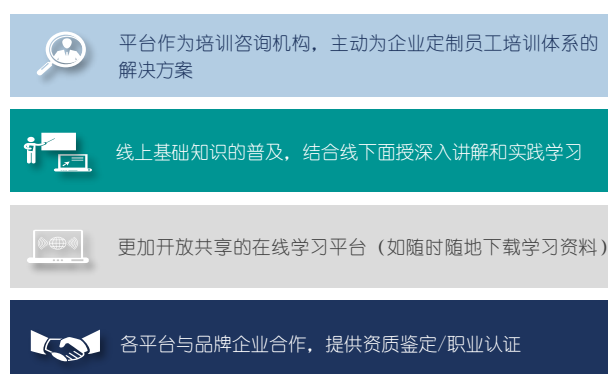 平台作为培训咨询机构，主动为企业定制员工培训体系的
解决方案
线上基础知识的普及，结合线下面授深入讲解和实践学习
更加开放共享的在线学习平台（如随时随地下载学习资料）
各平台与品牌企业合作，提供资质鉴定/职业认证